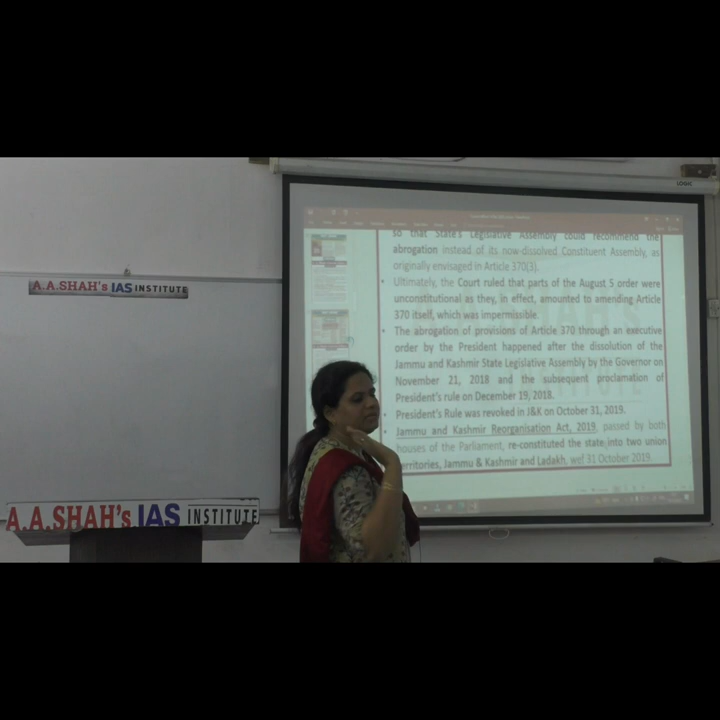 LOGIC
so that State's Legislative Assembly could recommend the
abrogation instead of its now-dissolved Constituent Assembly, as
originally envisaged in Article 370(3).
• Ultimately, the Court ruled that parts of the August 5 order were
unconstitutional as they, in effect, amounted to amending Article
370 itself, which was impermissible.
• The abrogation of provisions of Article 370 through an executive
order by the President happened after the dissolution of the
Jammu and Kashmir State Legislative Assembly by the Governor on
November 21, 2018 and the subsequent proclamation of
President's rule on December 19, 2018.
• President's Rule was revoked in J&K on October 31, 2019.
• Jammu and Kashmir Reorganisation Act, 2019, passed by both
houses of the Parliament, re-constituted the state into two union
territories, Jammu & Kashmir and Ladakh, wef 31 October 2019.
A.A.SHAH's IAS INSTITUTE
A.A.SHAH's IAS INSTITUTE